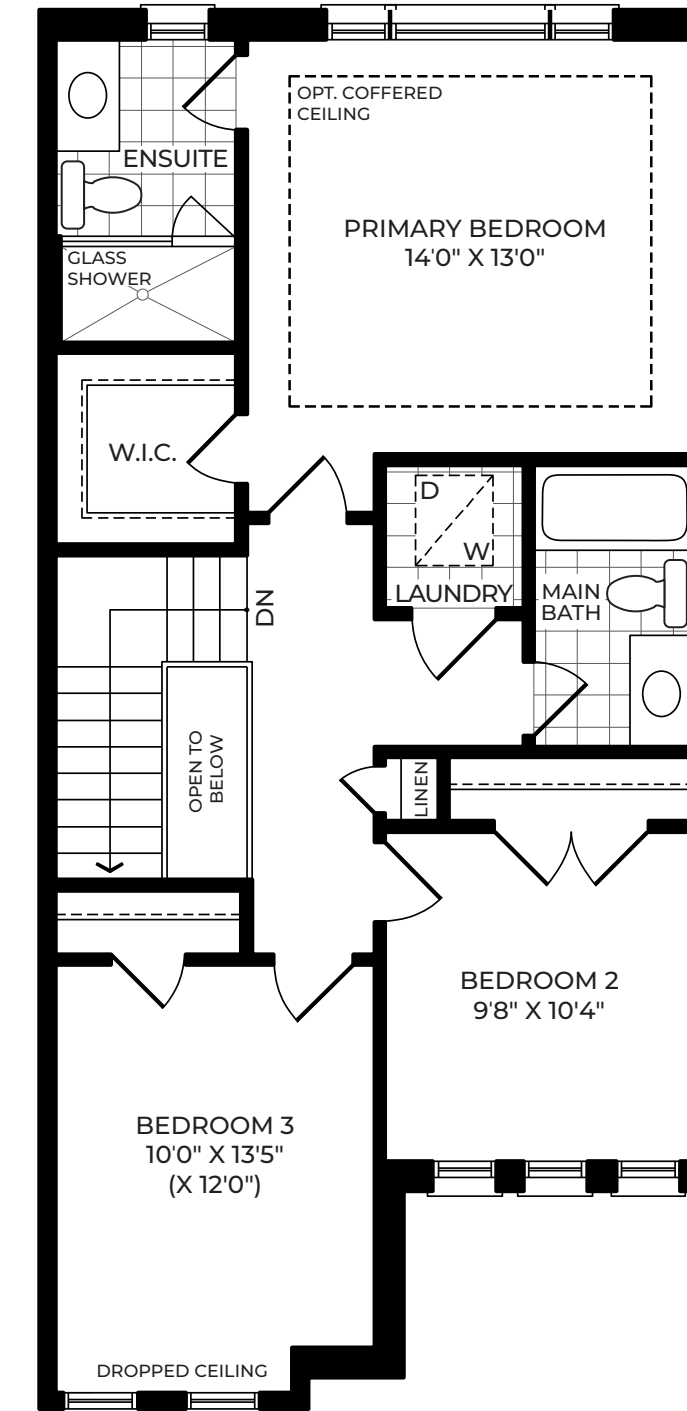 OPT. COFFERED
CEILING
ENSUITE
PRIMARY BEDROOM
14'0" X 13'0"
GLASS
SHOWER
W.I.C.
D
W
LAUNDRY
MAIN
BATH
DN
OPEN TO
BELOW
LINEN
BEDROOM 2
9'8" X 10'4"
BEDROOM 3
10'0" X 13'5"
(X 12'0")
DROPPED CEILING